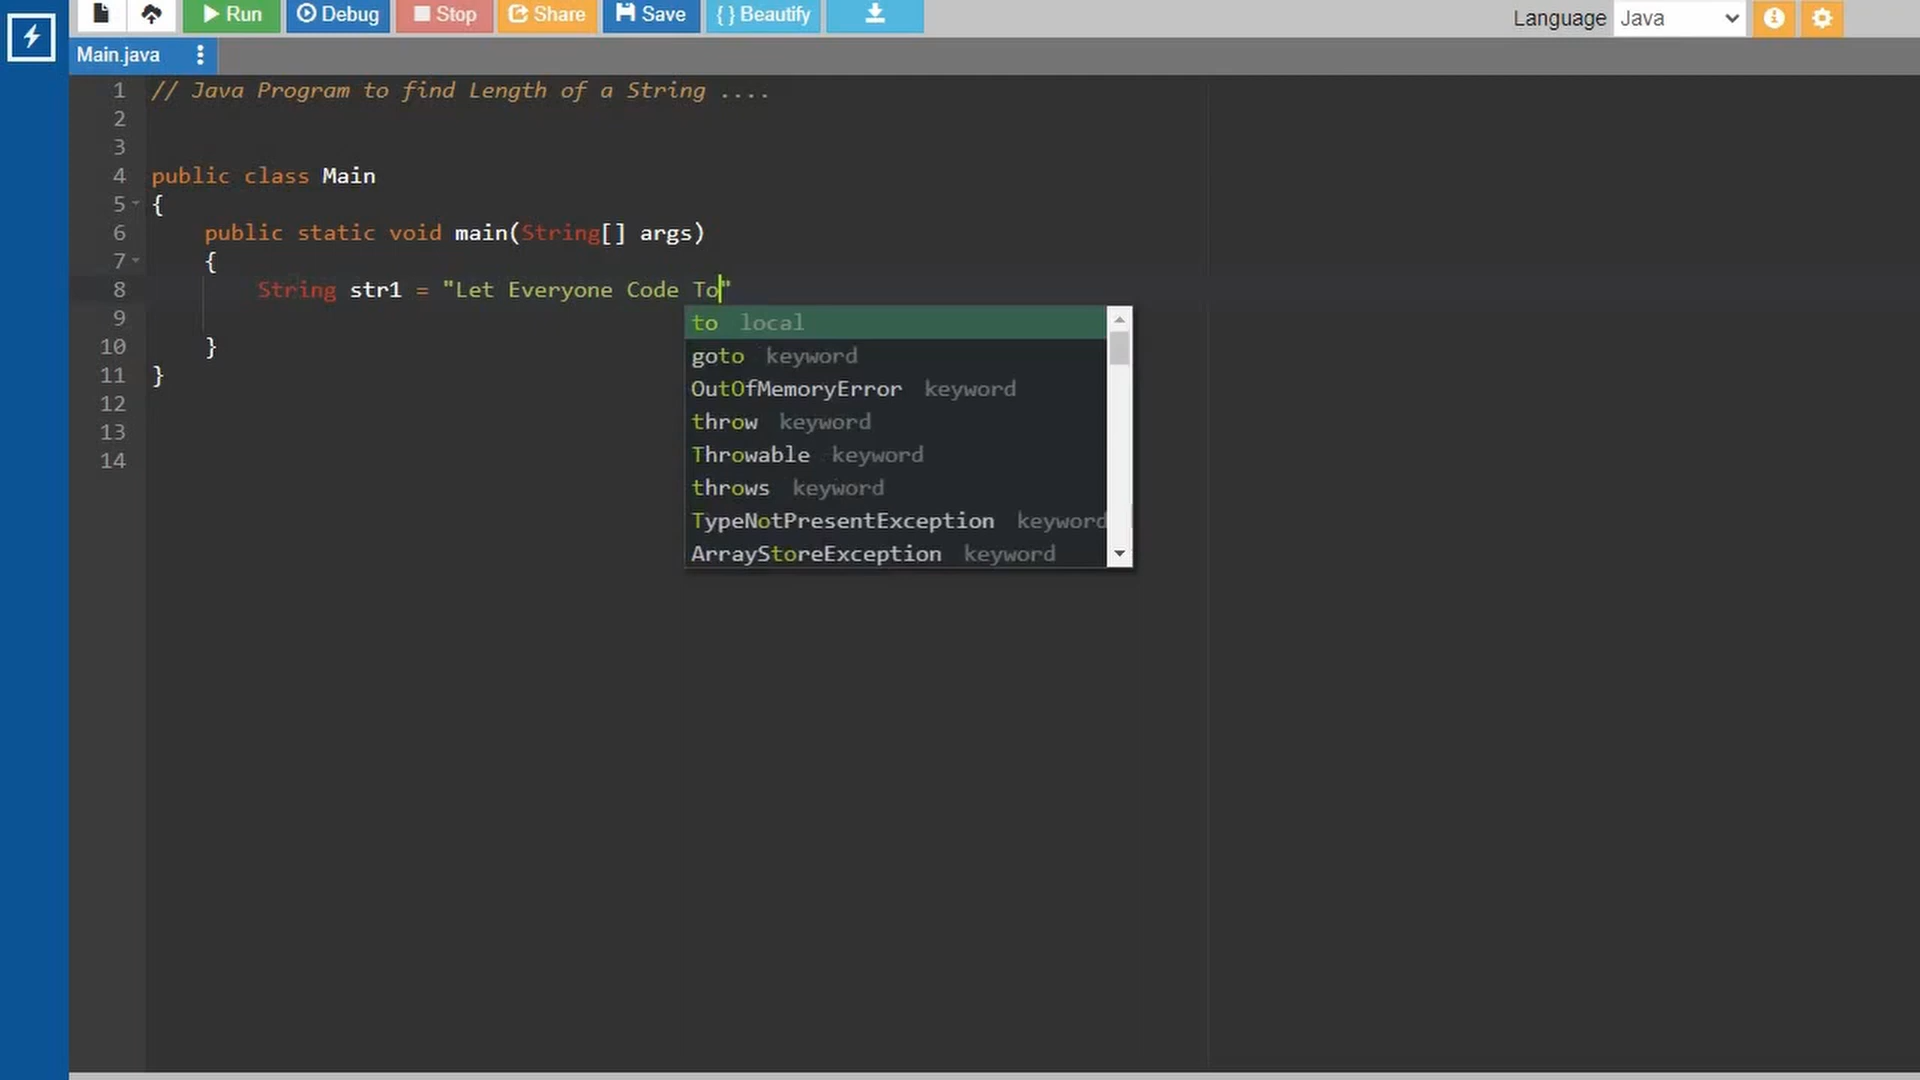 Run Debug Stop Share Save {} Beautify Language Java
Main.java
1 // Java Program to find Length of a String ....
2
3
4 public class Main
5 {
6 public static void main(String[] args)
7 {
8 String str1 = "Let Everyone Code To"
9
10 }
11 }
12
13
14
to local
goto keyword
OutOfMemoryError keyword
throw keyword
Throwable keyword
throws keyword
TypeNotPresentException keyword
ArrayStoreException keyword